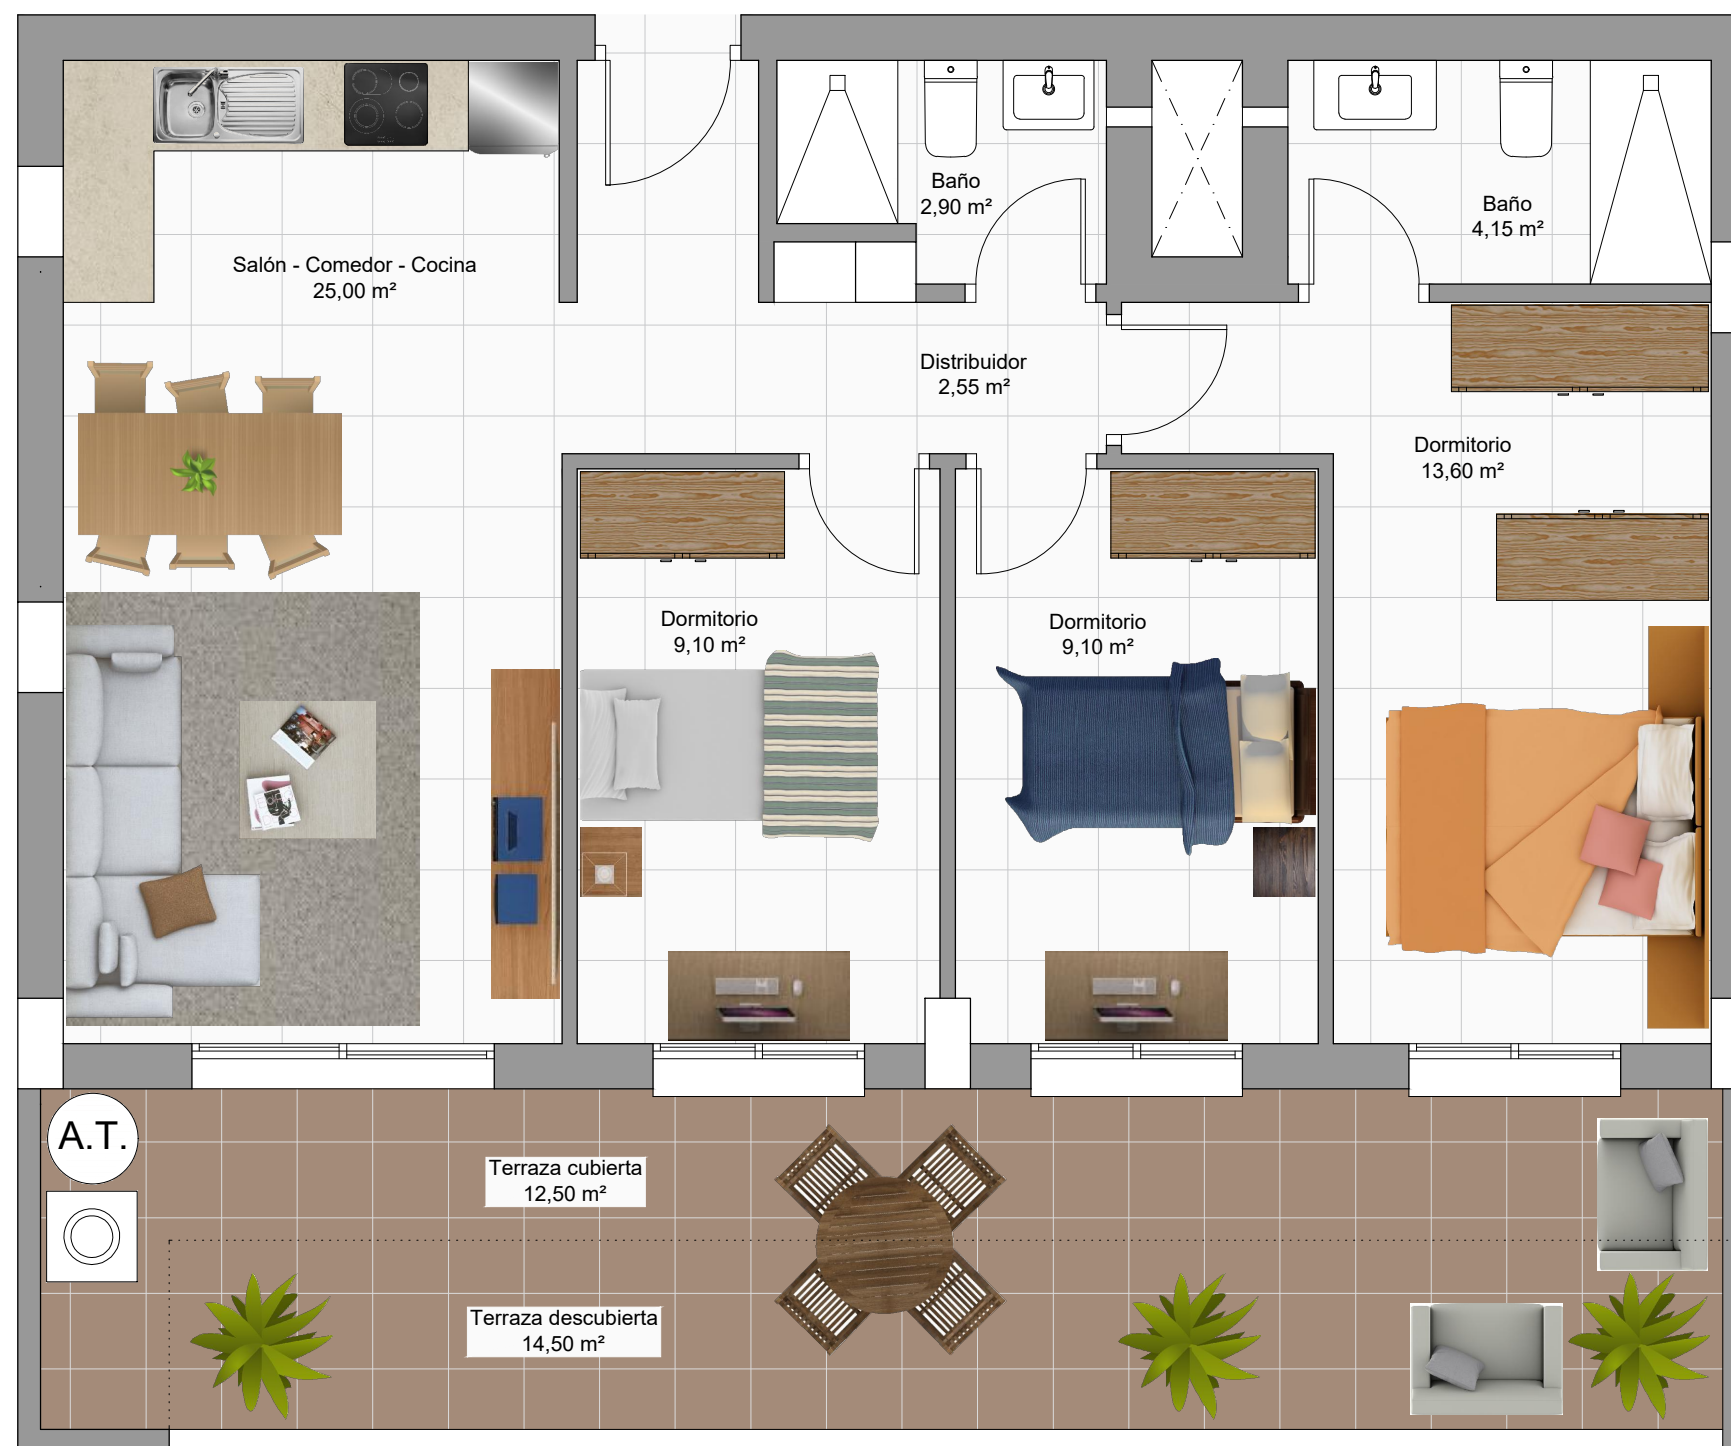 Baño
2,90 m²
Baño
4,15 m²
Salón - Comedor - Cocina
25,00 m²
Distribuidor
2,55 m²
Dormitorio
13,60 m²
Dormitorio
9,10 m²
Dormitorio
9,10 m²
A.T.
Terraza cubierta
12,50 m²
Terraza descubierta
14,50 m²